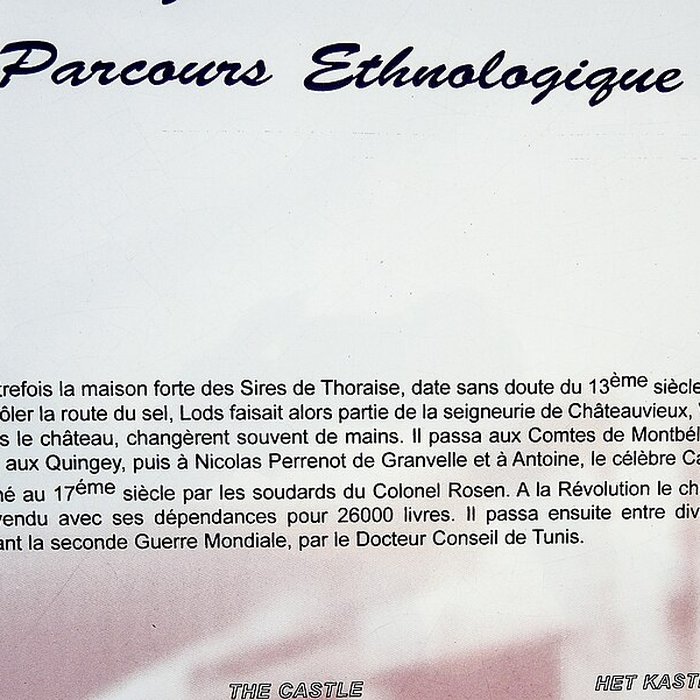 Parcours Ethnologique
trefois la maison forte des Sires de Thoraise, date sans doute du 13ème siècle
ôler la route du sel, Lods faisait alors partie de la seigneurie de Châteauvieux,
s le château, changèrent souvent de mains. Il passa aux Comtes de Montbél
aux Quingey, puis à Nicolas Perrenot de Granvelle et à Antoine, le célèbre Ca
né au 17éme siècle par les soudards du Colonel Rosen. A la Révolution le ch
vendu avec ses dépendances pour 26000 livres. Il passa ensuite entre div
ant la seconde Guerre Mondiale, par le Docteur Conseil de Tunis.
THE CASTLE
HET KAST